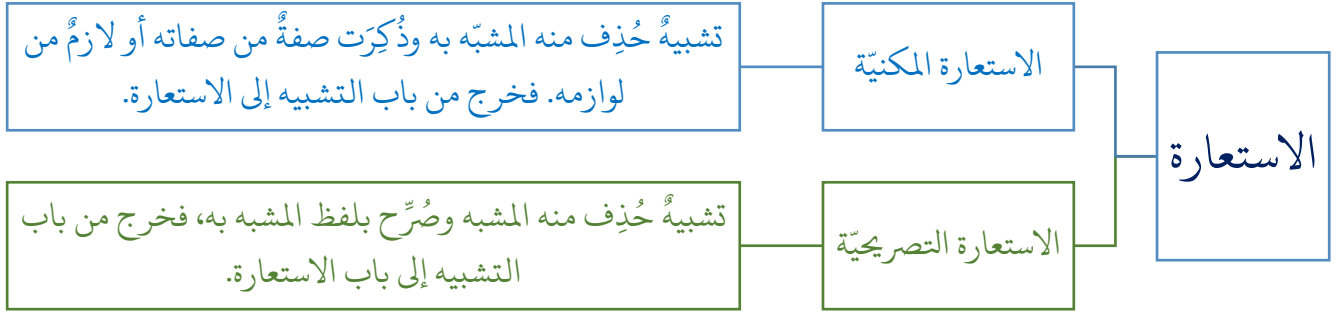 الاستعارة
الاستعارة المكنيّة
تشبيهٌ حُذِف منه المشبّه به وذُكِرَت صفةٌ من صفاته أو لازمٌ من
لوازمه. فخرج من باب التشبيه إلى الاستعارة.
الاستعارة التصريحيّة
تشبيهٌ حُذِف منه المشبه وصُرِّح بلفظ المشبه به، فخرج من باب
التشبيه إلى باب الاستعارة.